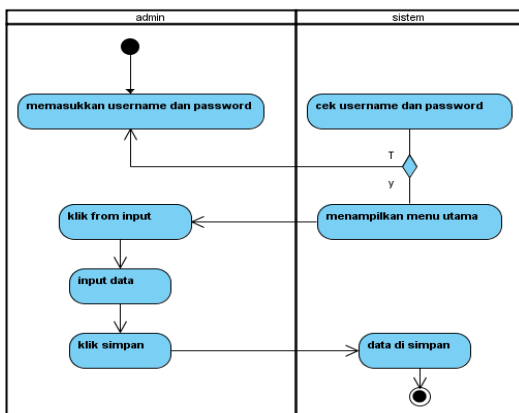 admin
sistem
memasukkan username dan password
cek username dan password
T
y
klik from input
menampilkan menu utama
input data
klik simpan
data di simpan